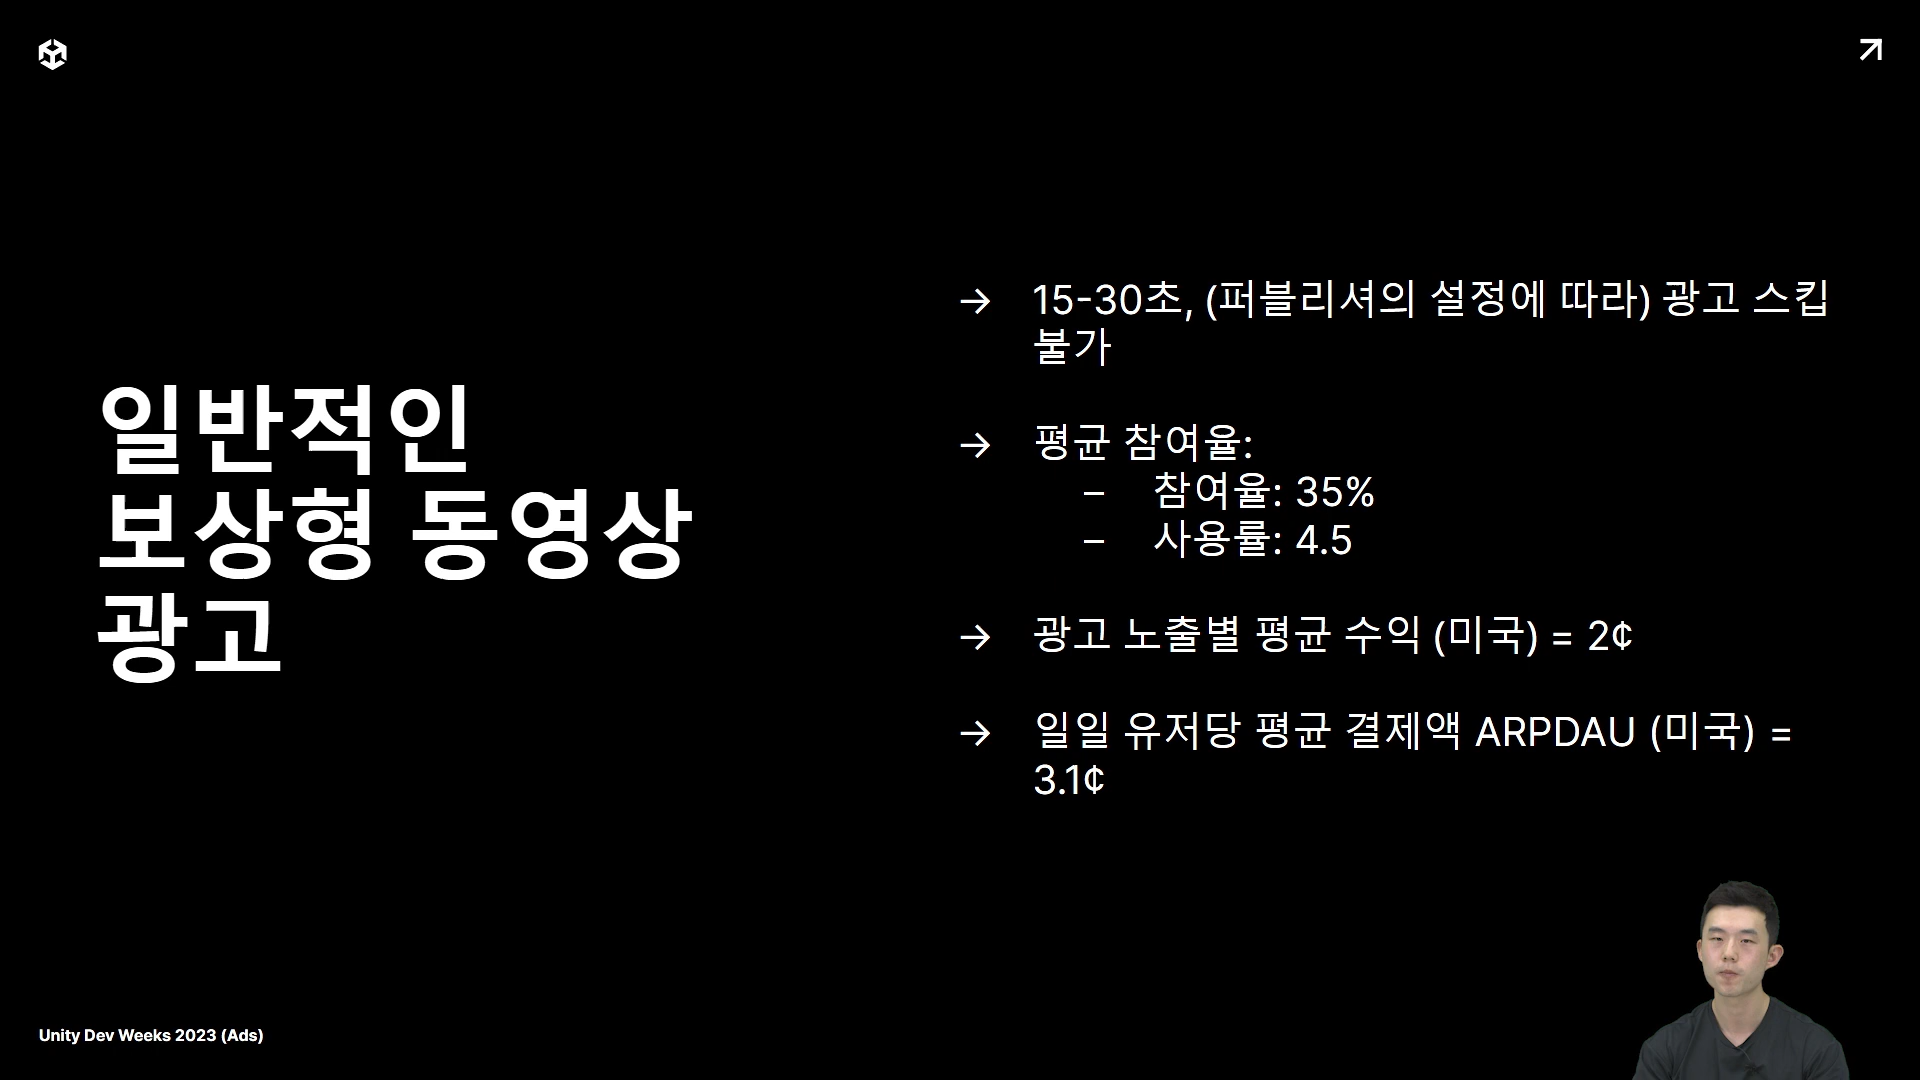 일반적인
보상형 동영상
광고
→ 15-30초, (퍼블리셔의 설정에 따라) 광고 스킵
불가
→ 평균 참여율:
– 참여율: 35%
– 사용률: 4.5
→ 광고 노출별 평균 수익 (미국) = 2¢
→ 일일 유저당 평균 결제액 ARPDAU (미국) =
3.1¢
Unity Dev Weeks 2023 (Ads)